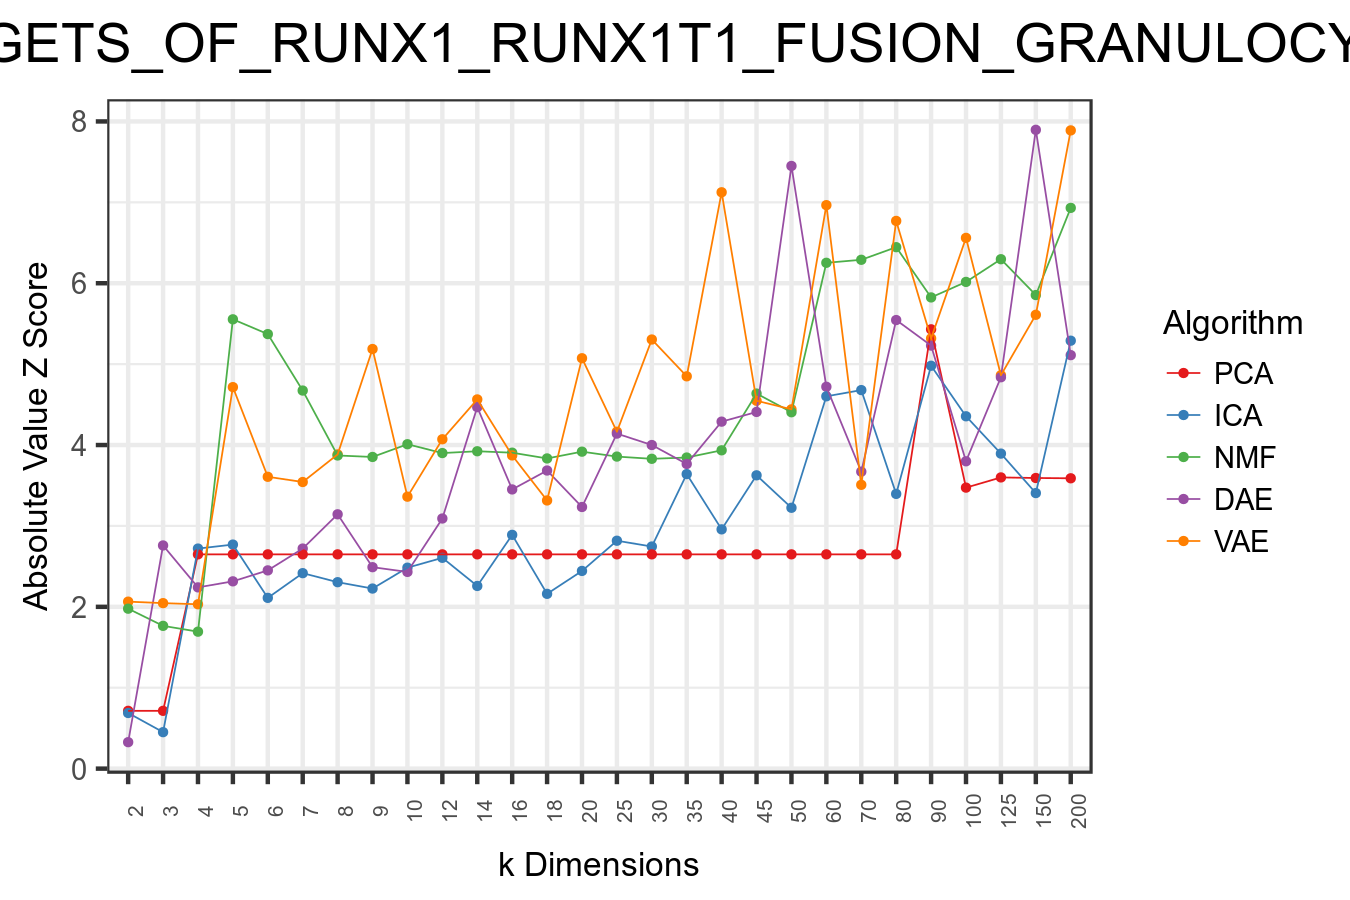 GETS_OF_RUNX1_RUNX1T1_FUSION_GRANULOCY
Absolute Value Z Score
8
6
4
2
0
2 3 4 5 6 7 8 9 10 12 14 16 18 20 25 30 35 40 45 50 60 70 80 90 100 125 150 200
k Dimensions
Algorithm
PCA
ICA
NMF
DAE
VAE